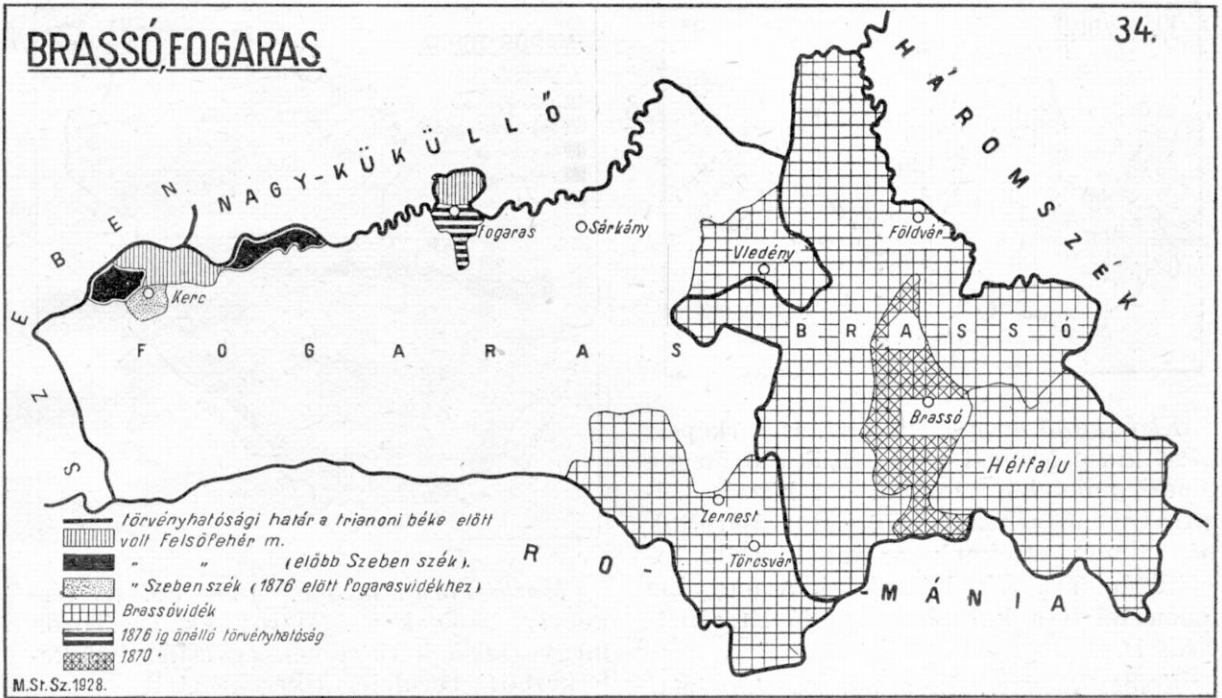 BRASSÓ, FOGARAS.
34.
HÁROMSZÉK
NAGY-KÜKÜLLŐ
SZEBEN
Fogaras
Sárkány
Földvár
Vledény
Kerc
BRASSÓ
FOGARAS
Brassó
Hétfalu
Zernest
Törcsvár
RO-
-MÁNIA
törvényhatósági határ a trianoni béke előtt
volt Felsőfehér m.
" " (előbb Szeben szék).
" Szeben szék (1876 előtt fogarasvidékhez)
Brassóvidék
1876 ig önálló törvényhatóság
1870 "
M.St.Sz.1928.